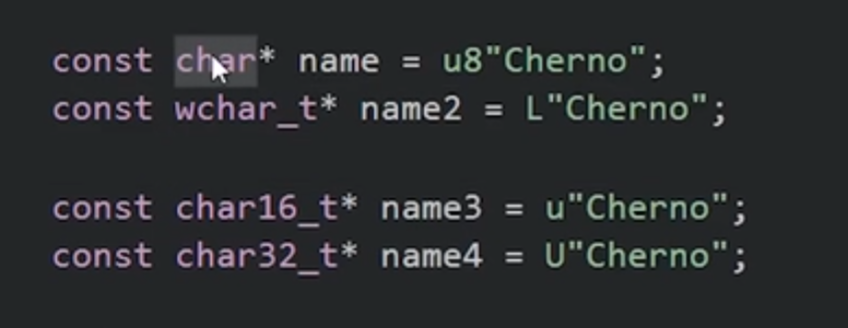 const char* name = u8"Cherno";
const wchar_t* name2 = L"Cherno";
const char16_t* name3 = u"Cherno";
const char32_t* name4 = U"Cherno";